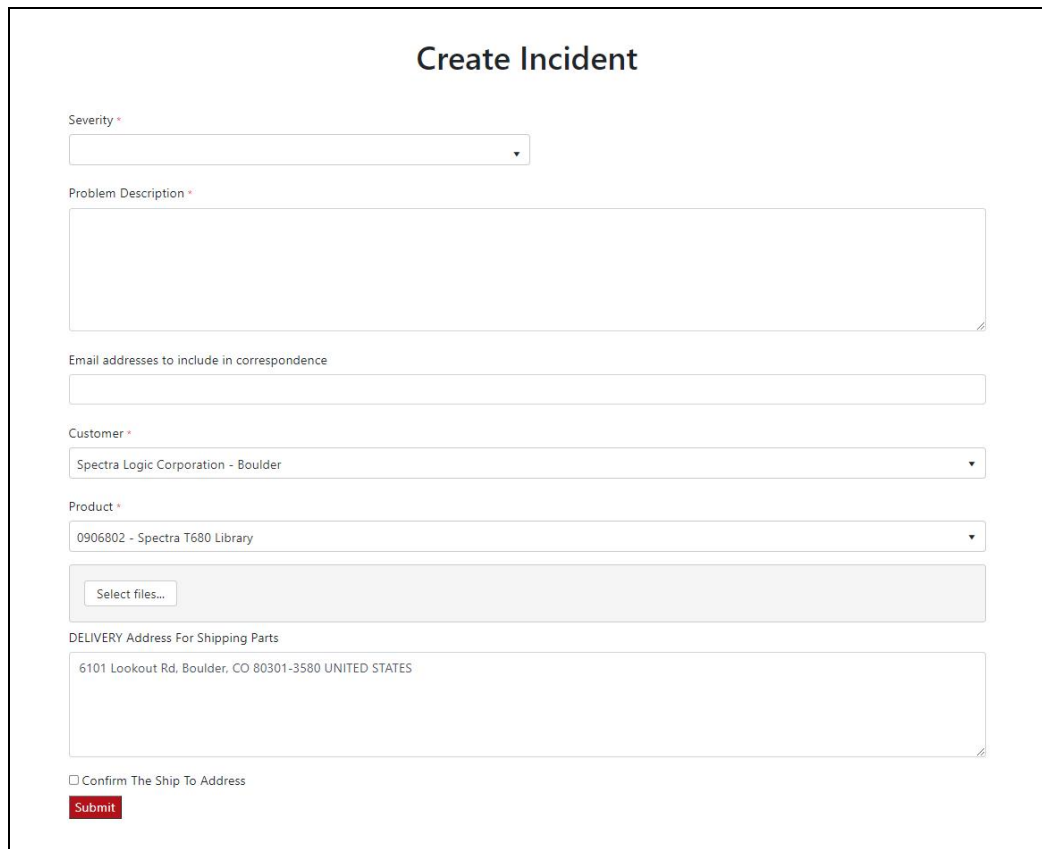 Create Incident
Severity *
Problem Description *
Email addresses to include in correspondence
Customer *
Spectra Logic Corporation - Boulder
Product *
0906802 - Spectra T680 Library
Select files...
DELIVERY Address For Shipping Parts
6101 Lookout Rd, Boulder, CO 80301-3580 UNITED STATES
Confirm The Ship To Address
Submit